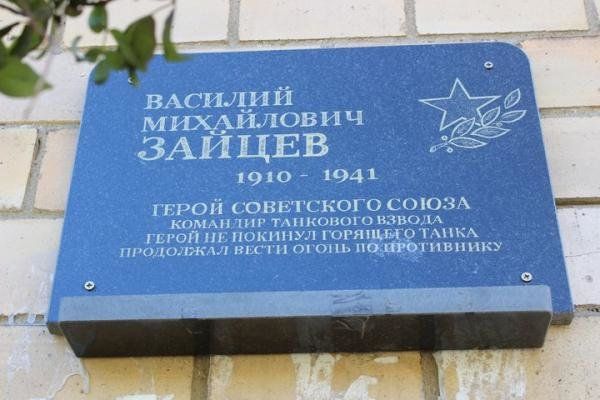 ВАСИЛИЙ
МИХАЙЛОВИЧ
ЗАЙЦЕВ
1910 - 1941
ГЕРОЙ СОВЕТСКОГО СОЮЗА
КОМАНДИР ТАНКОВОГО ВЗВОДА
ГЕРОЙ НЕ ПОКИНУЛ ГОРЯЩЕГО ТАНКА
ПРОДОЛЖАЛ ВЕСТИ ОГОНЬ ПО ПРОТИВНИКУ